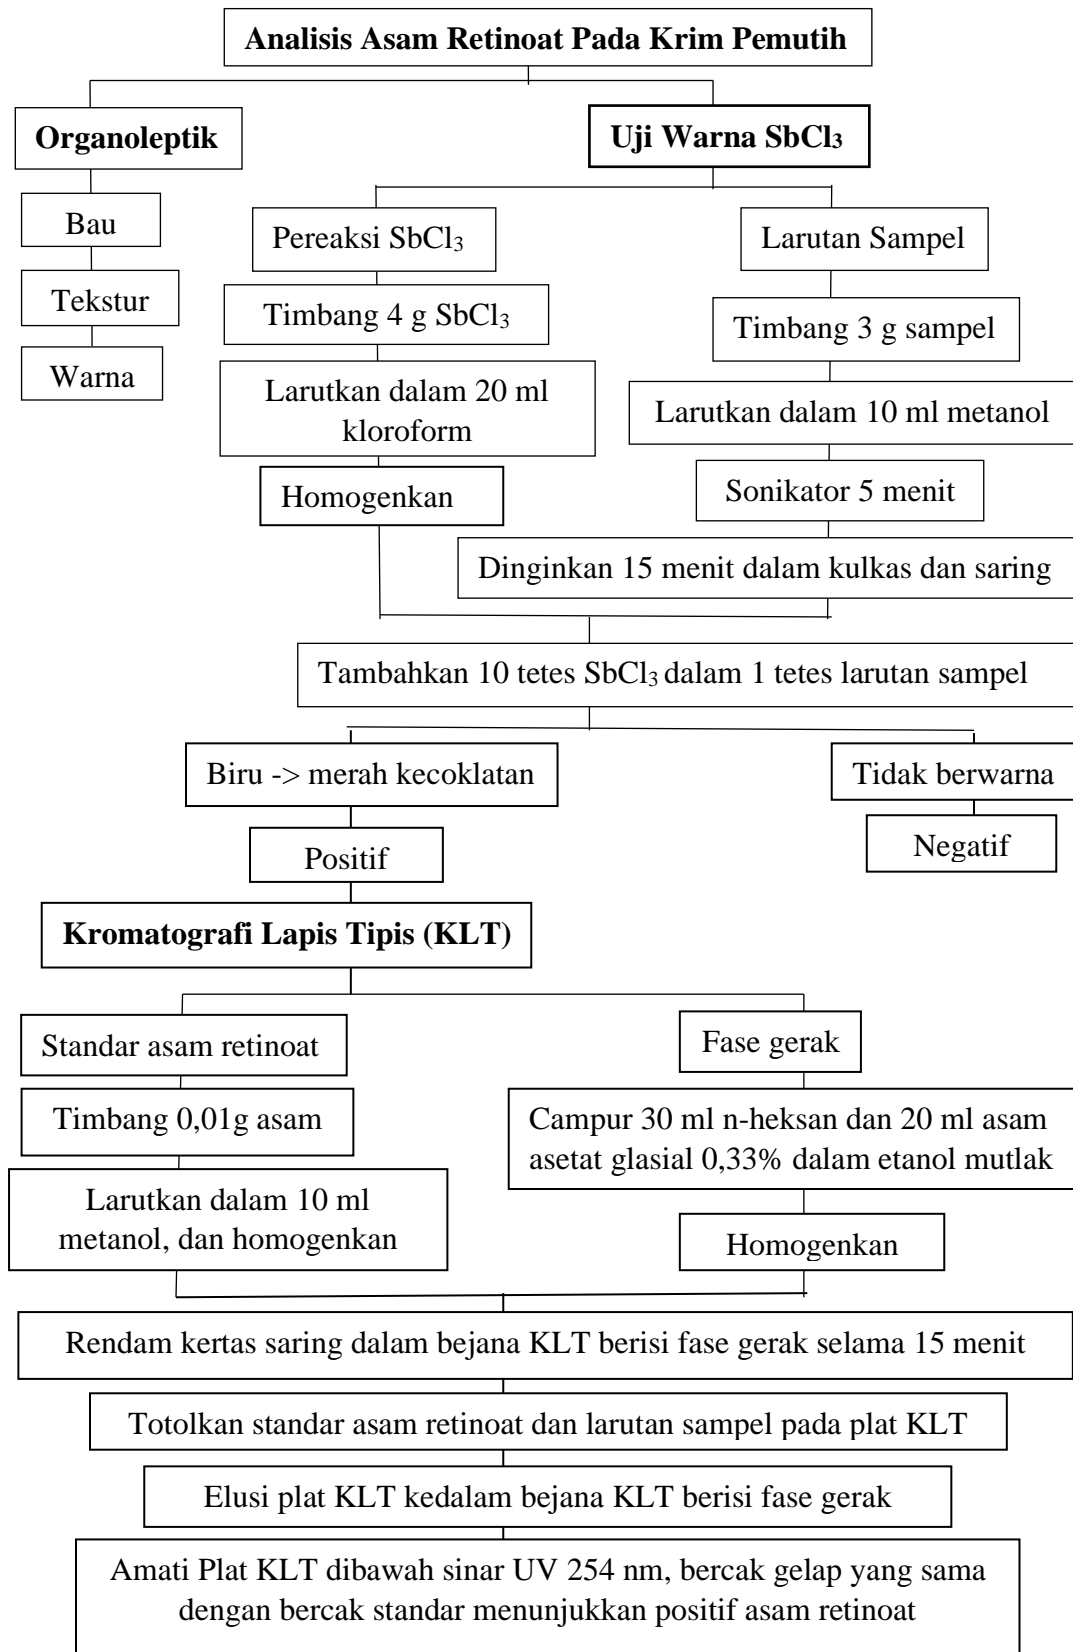 Analisis Asam Retinoat Pada Krim Pemutih
Organoleptik
Bau
Tekstur
Warna
Uji Warna SbCl₃
Pereaksi SbCl₃
Timbang 4 g SbCl₃
Larutkan dalam 20 ml
kloroform
Homogenkan
Larutan Sampel
Timbang 3 g sampel
Larutkan dalam 10 ml metanol
Sonikator 5 menit
Dinginkan 15 menit dalam kulkas dan saring
Tambahkan 10 tetes SbCl₃ dalam 1 tetes larutan sampel
Biru -> merah kecoklatan
Positif
Tidak berwarna
Negatif
Kromatografi Lapis Tipis (KLT)
Standar asam retinoat
Timbang 0,01g asam
Larutkan dalam 10 ml
metanol, dan homogenkan
Fase gerak
Campur 30 ml n-heksan dan 20 ml asam
asetat glasial 0,33% dalam etanol mutlak
Homogenkan
Rendam kertas saring dalam bejana KLT berisi fase gerak selama 15 menit
Totolkan standar asam retinoat dan larutan sampel pada plat KLT
Elusi plat KLT kedalam bejana KLT berisi fase gerak
Amati Plat KLT dibawah sinar UV 254 nm, bercak gelap yang sama
dengan bercak standar menunjukkan positif asam retinoat